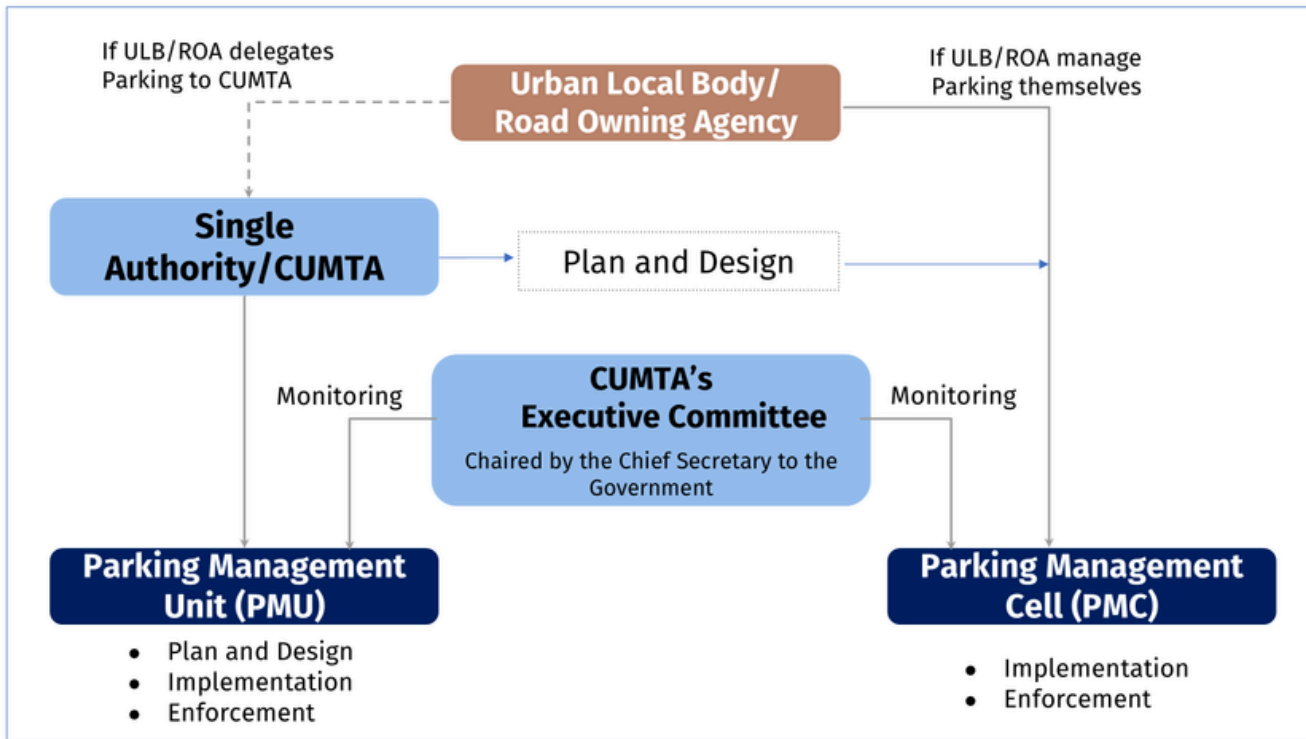 If ULB/ROA delegates
Parking to CUMTA
Urban Local Body/
Road Owning Agency
If ULB/ROA manage
Parking themselves
Single
Authority/CUMTA
Plan and Design
Monitoring
CUMTA’s
Executive Committee
Chaired by the Chief Secretary to the
Government
Monitoring
Parking Management
Unit (PMU)
● Plan and Design
● Implementation
● Enforcement
Parking Management
Cell (PMC)
● Implementation
● Enforcement